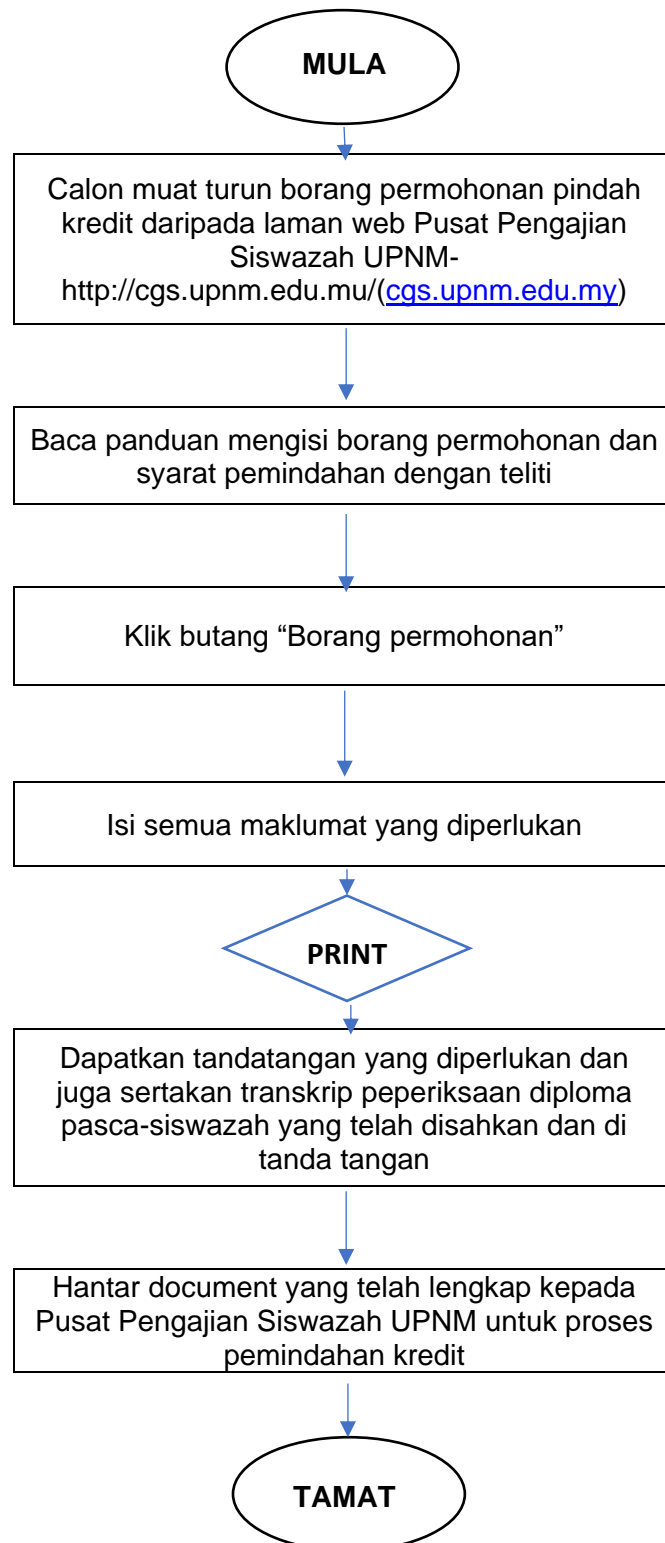 MULA
Calon muat turun borang permohonan pindah
kredit daripada laman web Pusat Pengajian
Siswazah UPNM-
http://cgs.upnm.edu.mu/(cgs.upnm.edu.my)
Baca panduan mengisi borang permohonan dan
syarat pemindahan dengan teliti
Klik butang “Borang permohonan”
Isi semua maklumat yang diperlukan
PRINT
Dapatkan tandatangan yang diperlukan dan
juga sertakan transkrip peperiksaan diploma
pasca-siswazah yang telah disahkan dan di
tanda tangan
Hantar document yang telah lengkap kepada
Pusat Pengajian Siswazah UPNM untuk proses
pemindahan kredit
TAMAT